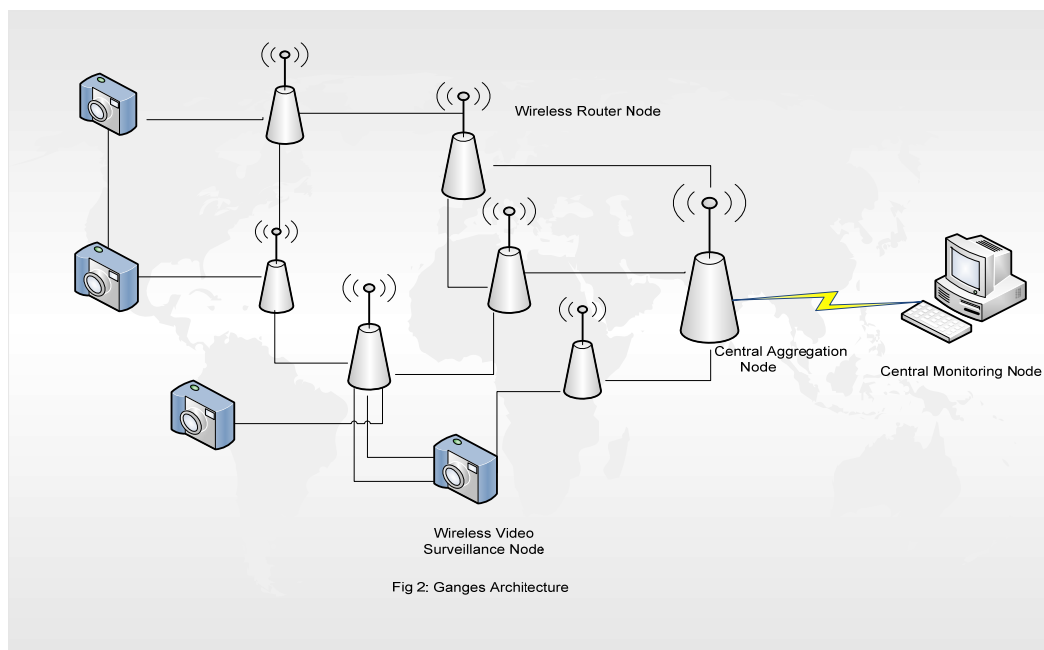 Wireless Router Node
Central Aggregation
Node
Central Monitoring Node
Wireless Video
Surveillance Node
Fig 2: Ganges Architecture